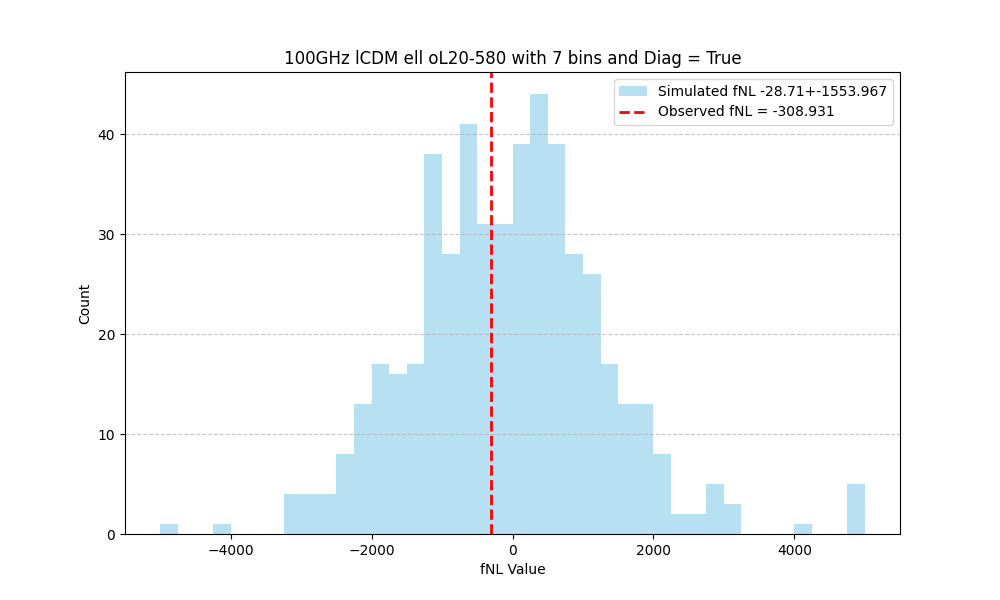 100GHz lCDM ell oL20-580 with 7 bins and Diag = True
Simulated fNL -28.71+-1553.967
Observed fNL = -308.931
Count
40
30
20
10
0
−4000
−2000
0
2000
4000
fNL Value